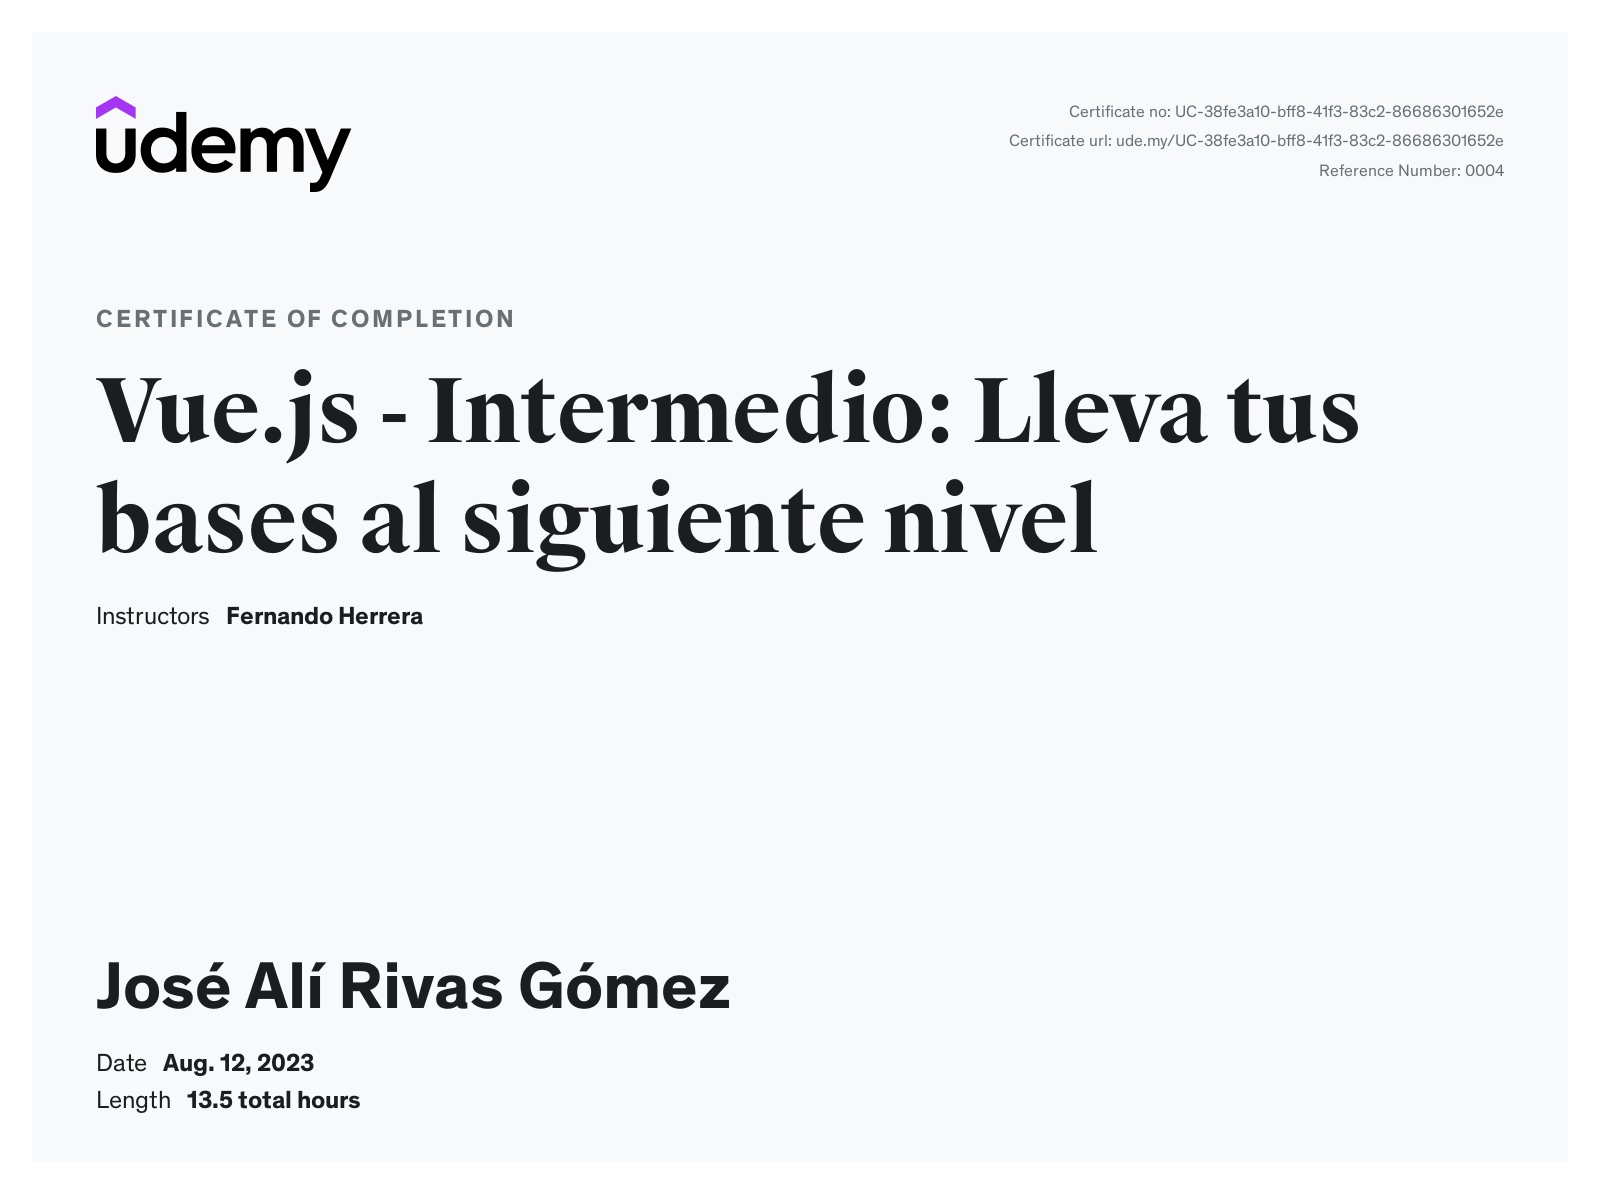 udemy
Certificate no: UC-38fe3a10-bff8-41f3-83c2-86686301652e
Certificate url: ude.my/UC-38fe3a10-bff8-41f3-83c2-86686301652e
Reference Number: 0004
CERTIFICATE OF COMPLETION
Vue.js - Intermedio: Lleva tus
bases al siguiente nivel
Instructors Fernando Herrera
José Alí Rivas Gómez
Date Aug. 12, 2023
Length 13.5 total hours